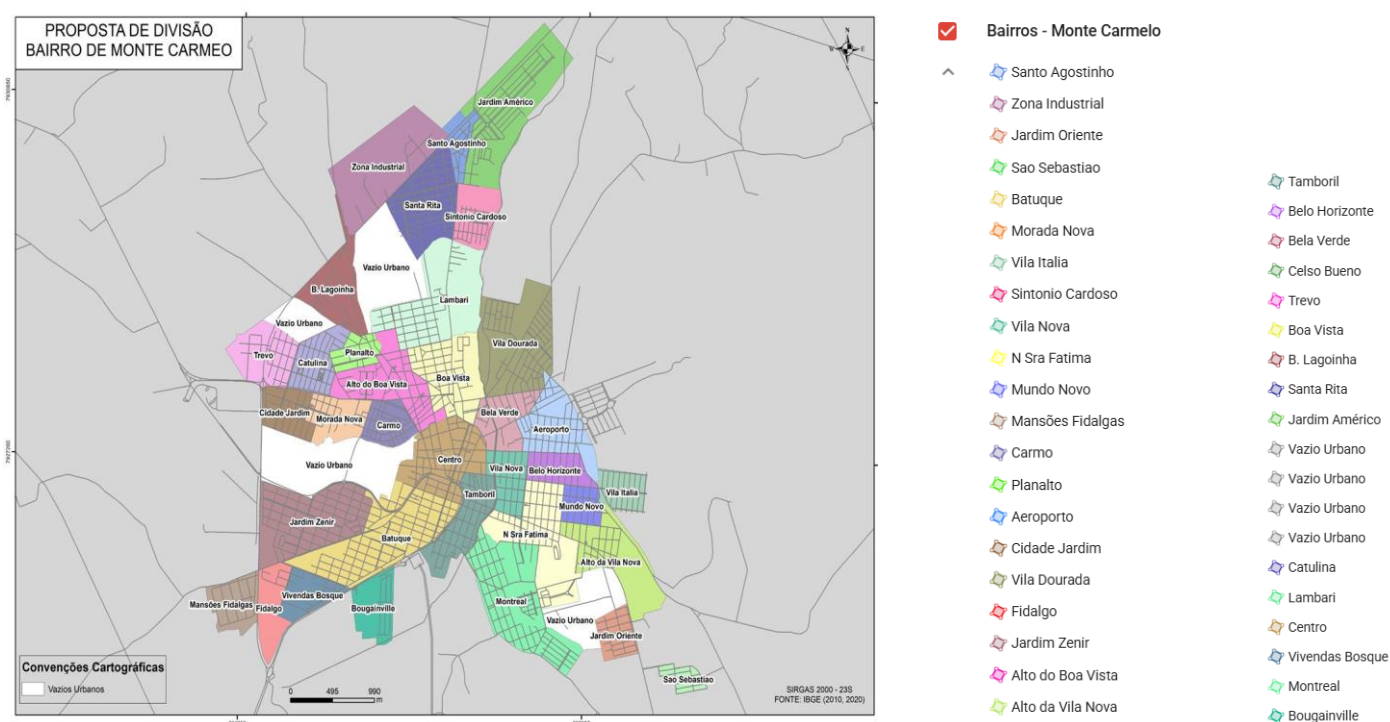 PROPOSTA DE DIVISÃO
BAIRRO DE MONTE CARMEO
N
W
E
S
Jardim Américo
Santo Agostinho
Zona Industrial
Santa Rita
Sintonio Cardoso
Vazio Urbano
B. Lagoinha
Lambari
Vazio Urbano
Vila Dourada
Trevo
Catulina
Planalto
Alto do Boa Vista
Boa Vista
Cidade Jardim
Morada Nova
Carmo
Bela Verde
Aeroporto
Centro
Vazio Urbano
Vila Nova
Belo Horizonte
Tamboril
Vila Italia
Mundo Novo
Jardim Zenir
Batuque
N Sra Fatima
Alto da Vila Nova
Vivendas Bosque
Mansões Fidalgas
Fidalgo
Bougainville
Montreal
Vazio Urbano
Jardim Oriente
Sao Sebastiao
Convenções Cartográficas
Vazios Urbanos
0 495 990
m
SIRGAS 2000 - 23S
FONTE: IBGE (2010, 2020)
Bairros - Monte Carmelo
Santo Agostinho
Zona Industrial
Jardim Oriente
Sao Sebastiao
Batuque
Morada Nova
Vila Italia
Sintonio Cardoso
Vila Nova
N Sra Fatima
Mundo Novo
Mansões Fidalgas
Carmo
Planalto
Aeroporto
Cidade Jardim
Vila Dourada
Fidalgo
Jardim Zenir
Alto do Boa Vista
Alto da Vila Nova
Tamboril
Belo Horizonte
Bela Verde
Celso Bueno
Trevo
Boa Vista
B. Lagoinha
Santa Rita
Jardim Américo
Vazio Urbano
Vazio Urbano
Vazio Urbano
Vazio Urbano
Catulina
Lambari
Centro
Vivendas Bosque
Montreal
Bougainville